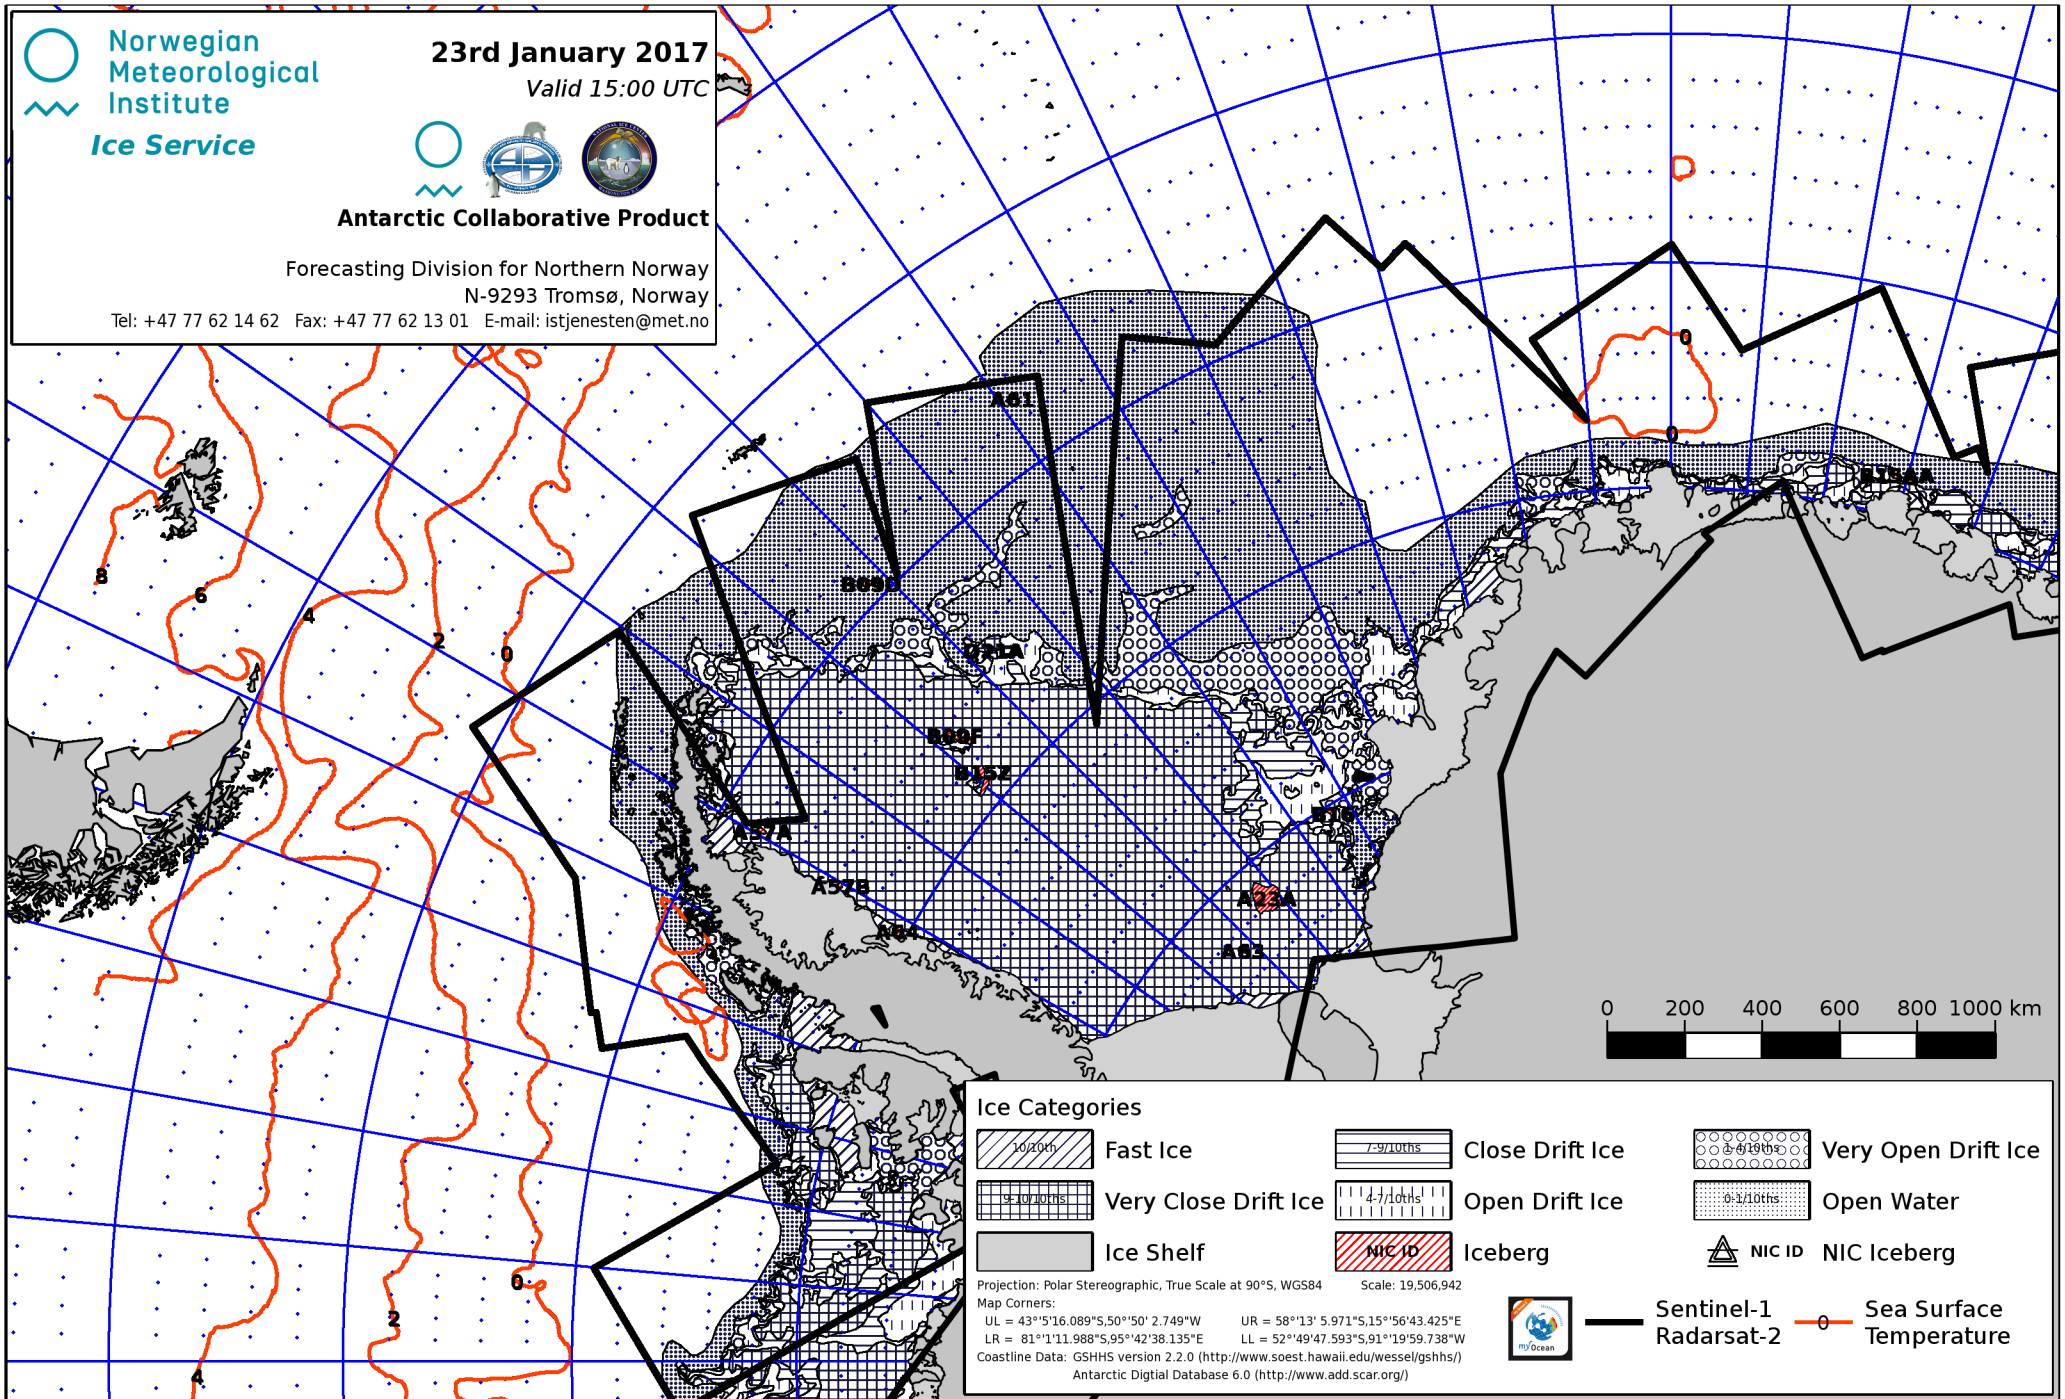 Norwegian
Meteorological
Institute
Ice Service
23rd January 2017
Valid 15:00 UTC
Antarctic Collaborative Product
Forecasting Division for Northern Norway
N-9293 Tromsø, Norway
Tel: +47 77 62 14 62 Fax: +47 77 62 13 01 E-mail: istjenesten@met.no
0
0
A61
B15AA
8
6
4
2
0
B09G
D21A
B09F
B15Z
A57A
B16
A57B
A23A
A64
A63
0
2
4
0 200 400 600 800 1000 km
Ice Categories
10/10th Fast Ice
7-9/10ths Close Drift Ice
1-4/10ths Very Open Drift Ice
9-10/10ths Very Close Drift Ice
4-7/10ths Open Drift Ice
0-1/10ths Open Water
Ice Shelf
NIC ID Iceberg
NIC ID NIC Iceberg
Projection: Polar Stereographic, True Scale at 90°S, WGS84 Scale: 19,506,942
Map Corners:
UL = 43°'5'16.089"S,50°'50' 2.749"W UR = 58°'13' 5.971"S,15°'56'43.425"E
LR = 81°'1'11.988"S,95°'42'38.135"E LL = 52°'49'47.593"S,91°'19'59.738"W
Coastline Data: GSHHS version 2.2.0 (http://www.soest.hawaii.edu/wessel/gshhs/)
Antarctic Digtial Database 6.0 (http://www.add.scar.org/)
myOcean
Sentinel-1
Radarsat-2
0
Sea Surface
Temperature